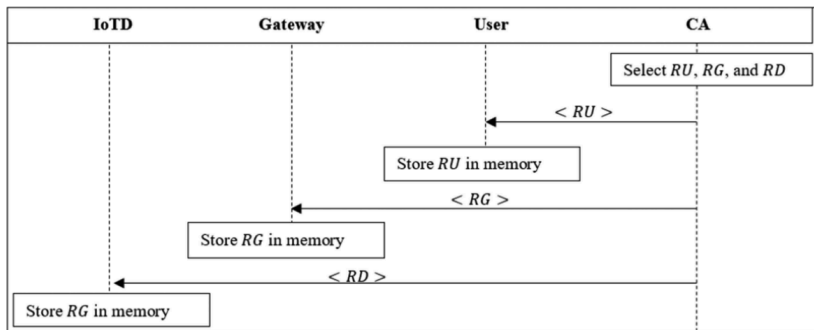 IoTD Gateway User CA
Select RU, RG, and RD
< RU >
Store RU in memory
< RG >
Store RG in memory
< RD >
Store RG in memory